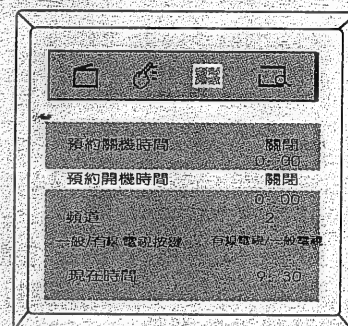 預約關機時間 關閉
0:00
預約開機時間 關閉
0:00
頻道 2
一般/有線電視按鍵 有線電視/一般電視
現在時間 9:30